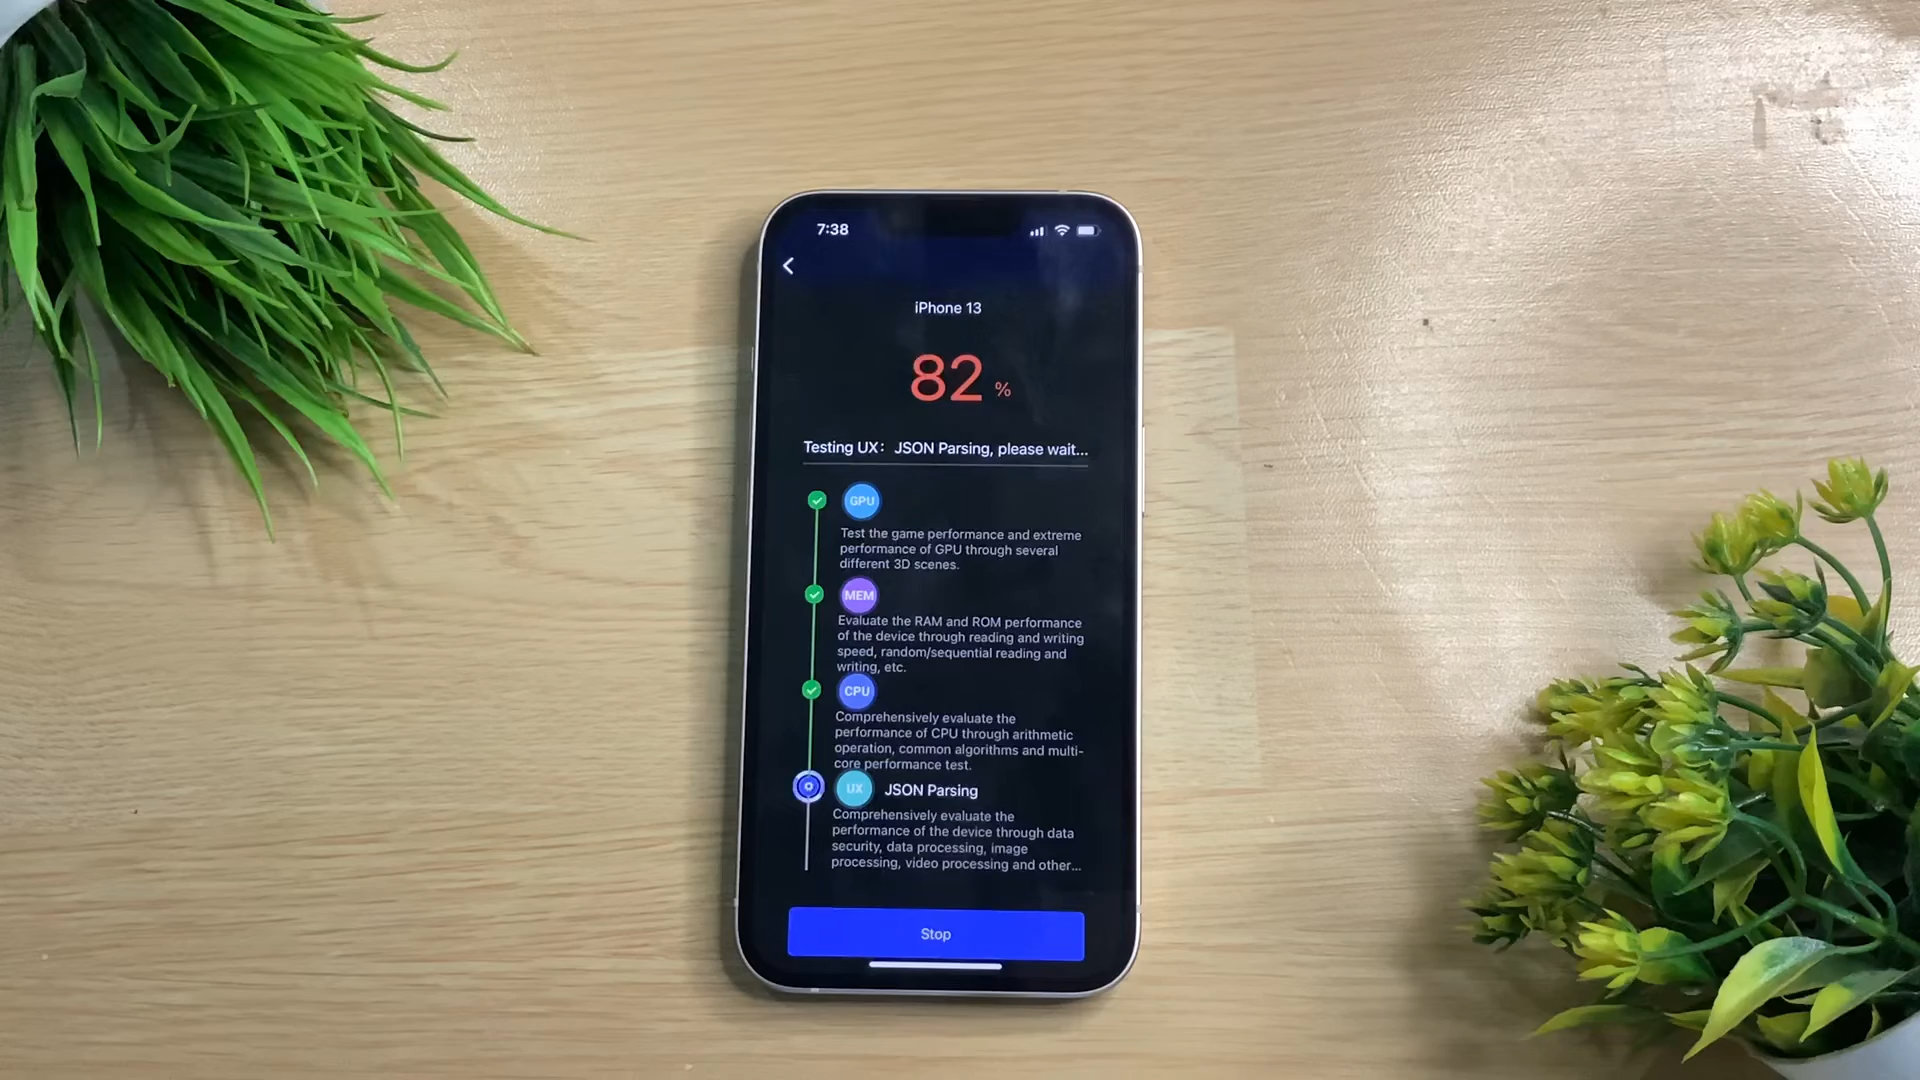 7:38
iPhone 13
82 %
Testing UX: JSON Parsing, please wait...
GPU
Test the game performance and extreme
performance of GPU through several
different 3D scenes.
MEM
Evaluate the RAM and ROM performance
of the device through reading and writing
speed, random/sequential reading and
writing, etc.
CPU
Comprehensively evaluate the
performance of CPU through arithmetic
operation, common algorithms and multi-
core performance test.
UX JSON Parsing
Comprehensively evaluate the
performance of the device through data
security, data processing, image
processing, video processing and other...
Stop